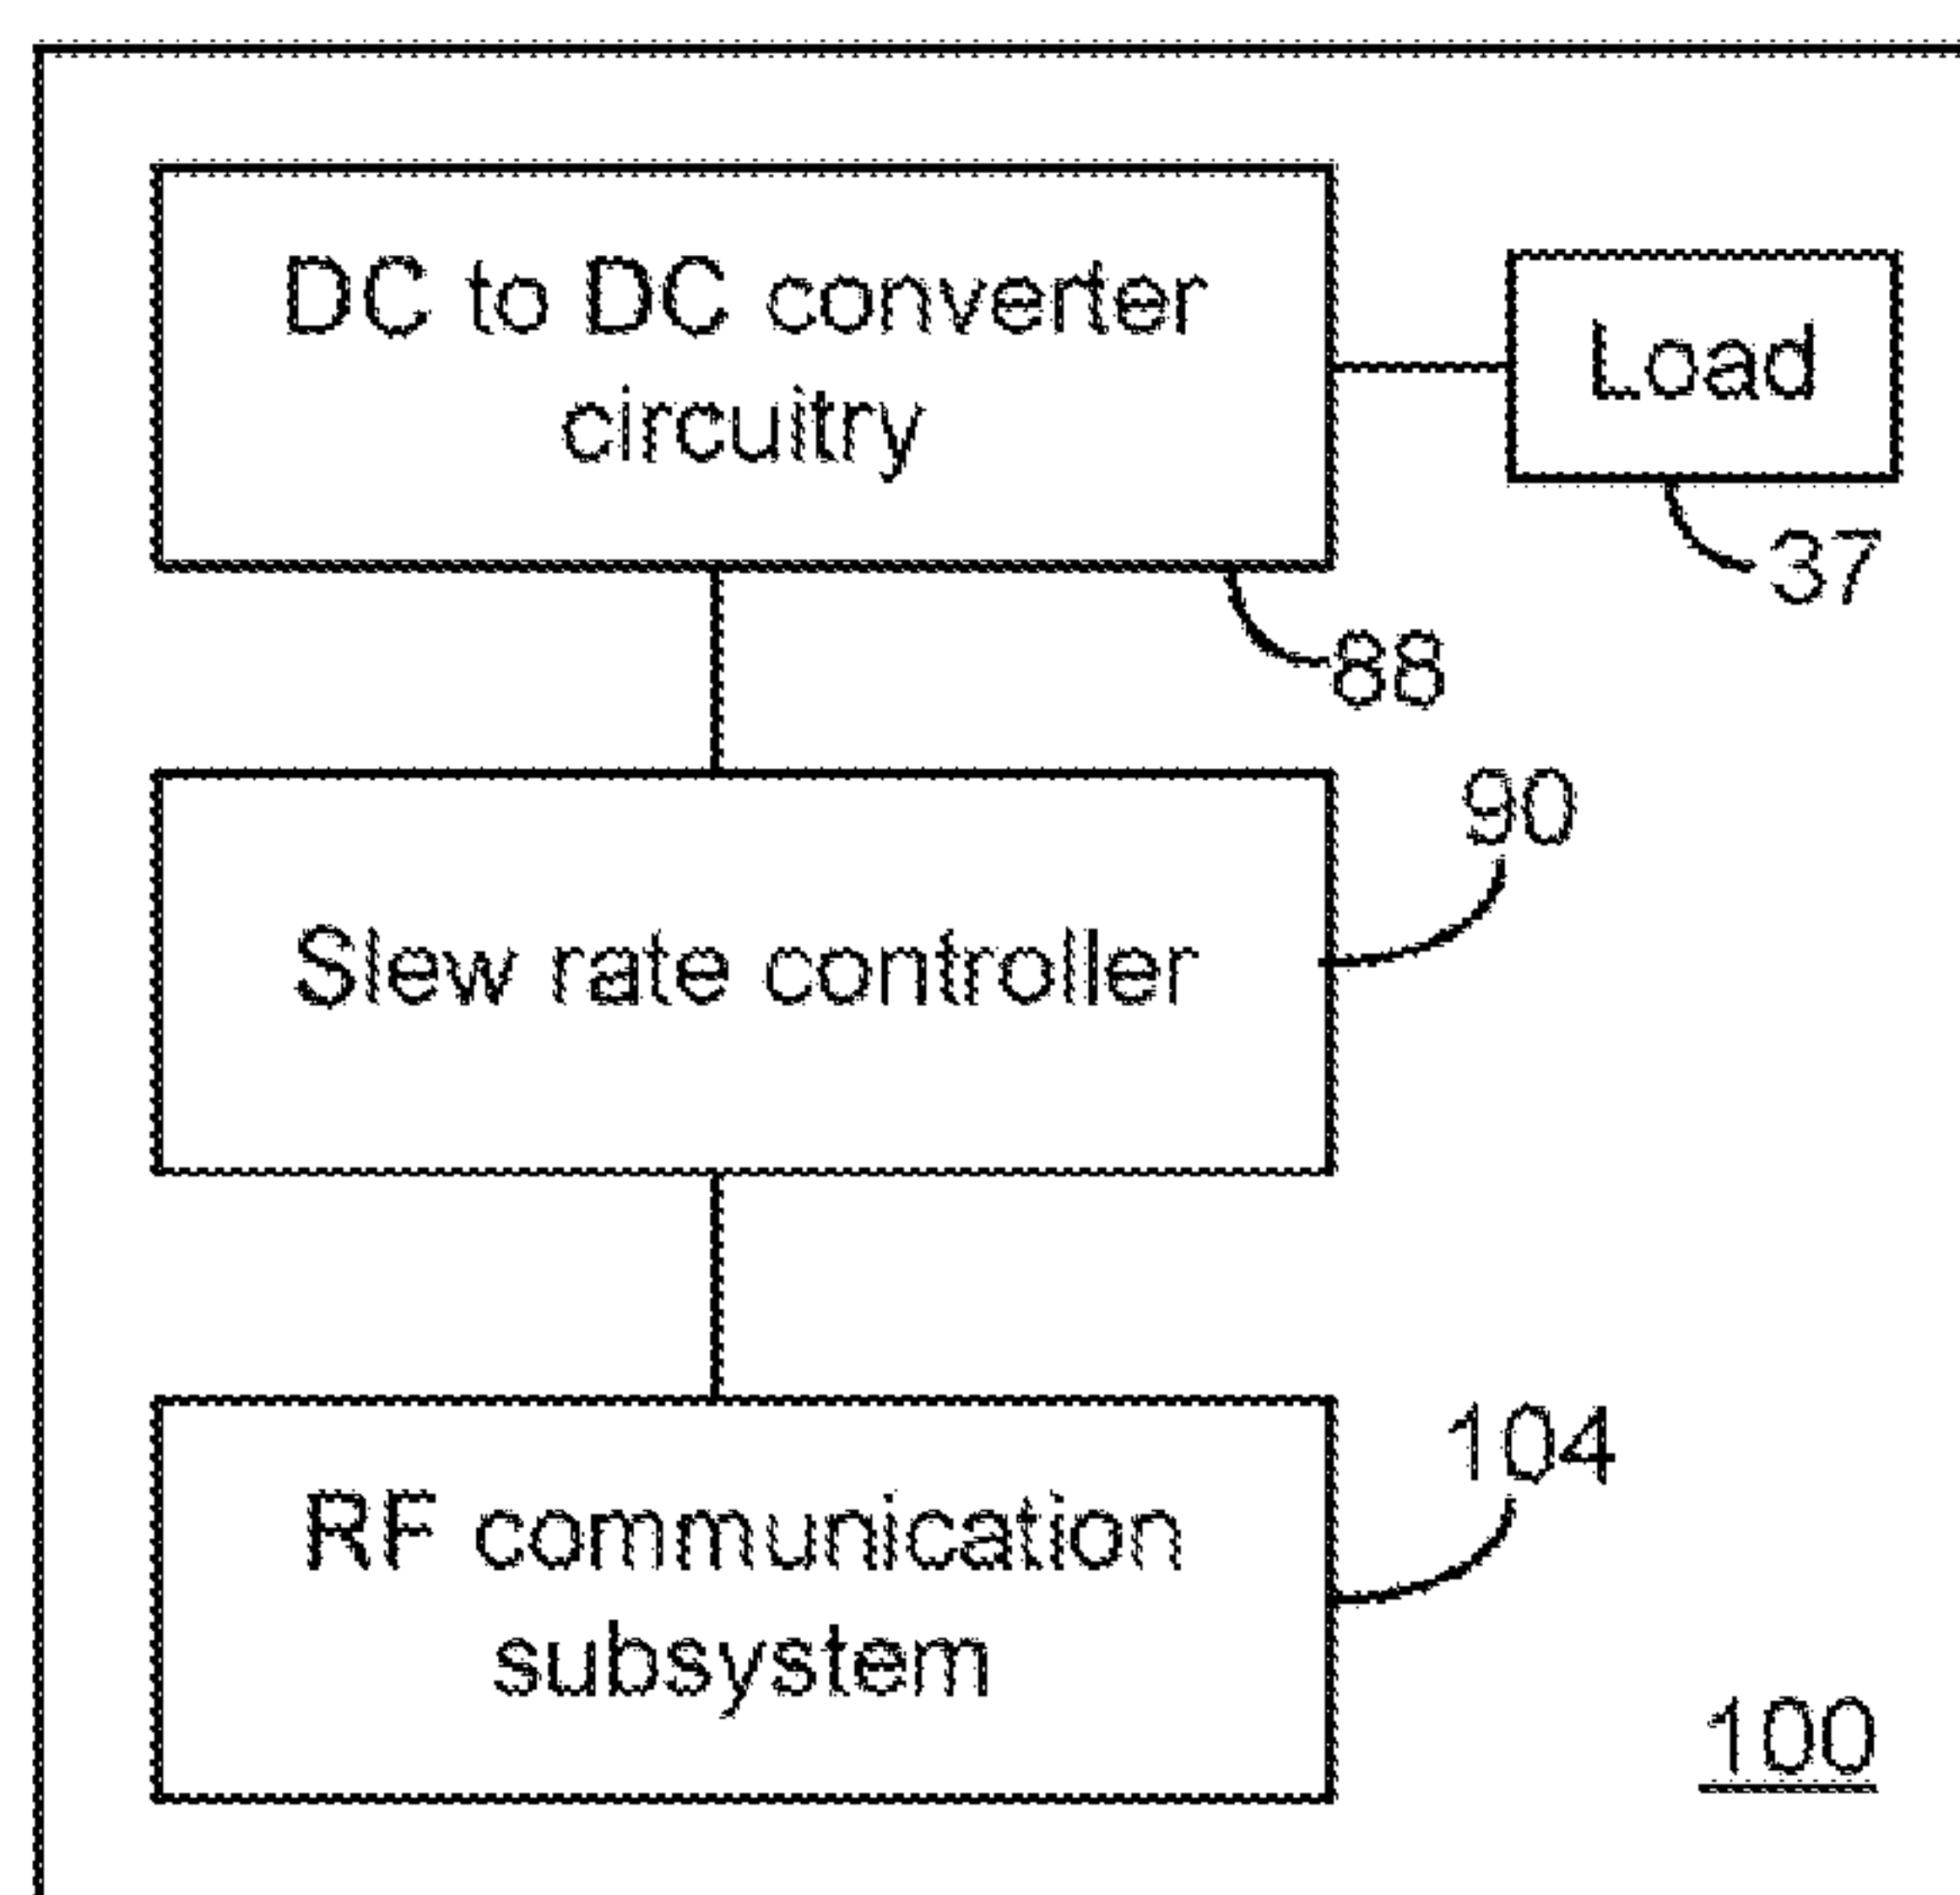 DC to DC converter
circuitry
Load
37
88
90
Slew rate controller
104
RF communication
subsystem
100